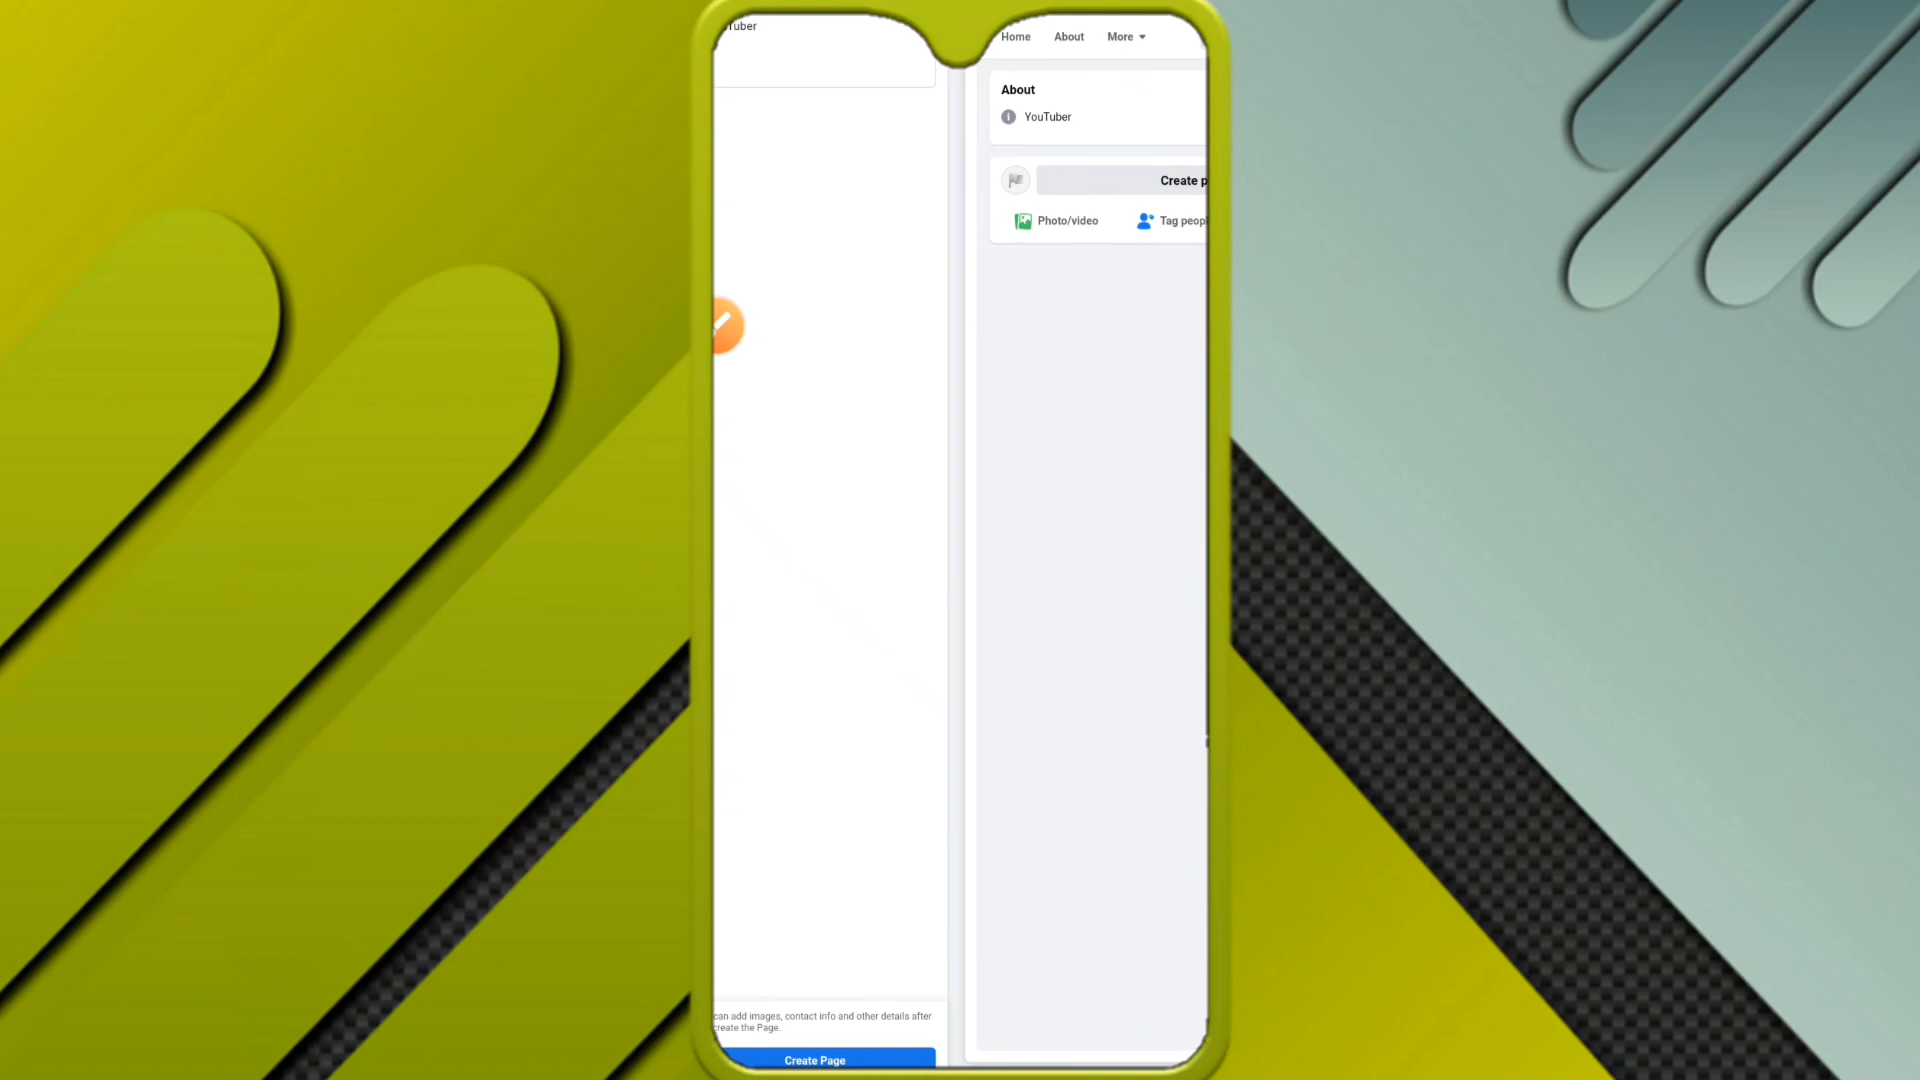 Tuber
can add images, contact info and other details after
create the Page.
Create Page
Home About More
About
YouTuber
Create p
Photo/video Tag peopl